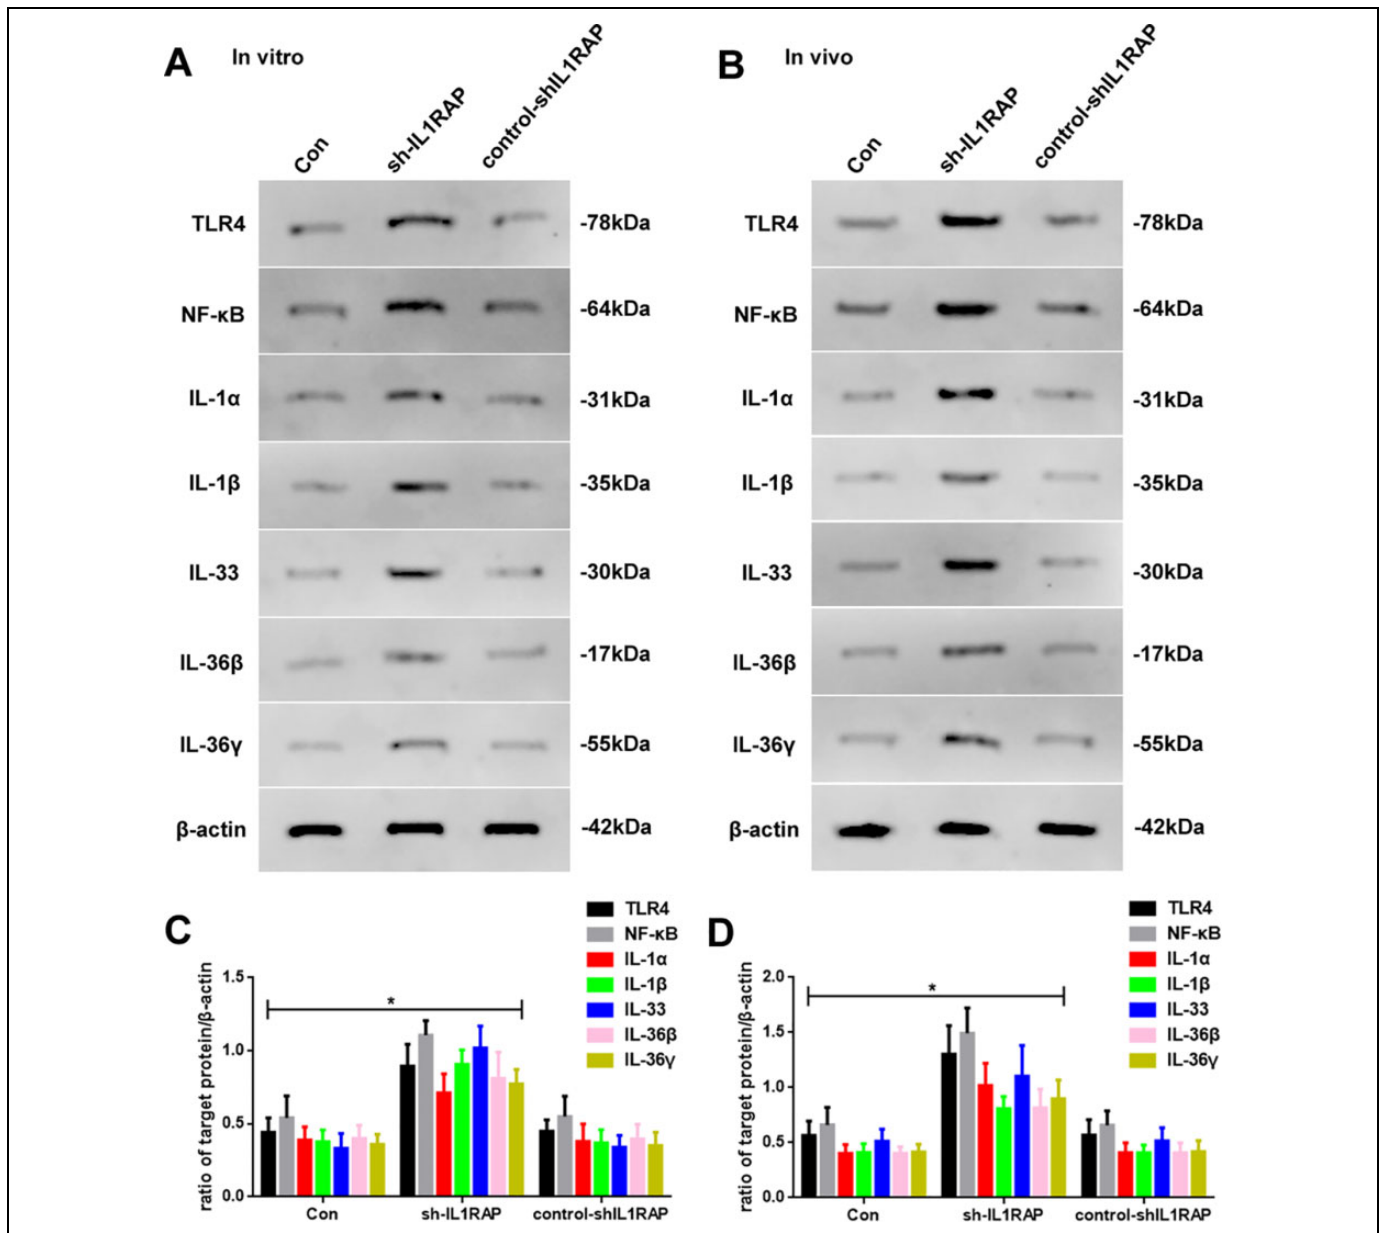 A In vitro
Con sh-IL1RAP control-shIL1RAP
TLR4 -78kDa
NF-κB -64kDa
IL-1α -31kDa
IL-1β -35kDa
IL-33 -30kDa
IL-36β -17kDa
IL-36γ -55kDa
β-actin -42kDa
B In vivo
Con sh-IL1RAP control-shIL1RAP
TLR4 -78kDa
NF-κB -64kDa
IL-1α -31kDa
IL-1β -35kDa
IL-33 -30kDa
IL-36β -17kDa
IL-36γ -55kDa
β-actin -42kDa
C
TLR4
NF-κB
IL-1α
IL-1β
IL-33
IL-36β
IL-36γ
ratio of target protein/β-actin
1.5
1.0
0.5
0.0
*
Con sh-IL1RAP control-shIL1RAP
D
TLR4
NF-κB
IL-1α
IL-1β
IL-33
IL-36β
IL-36γ
ratio of target protein/β-actin
2.0
1.5
1.0
0.5
0.0
*
Con sh-IL1RAP control-shIL1RAP